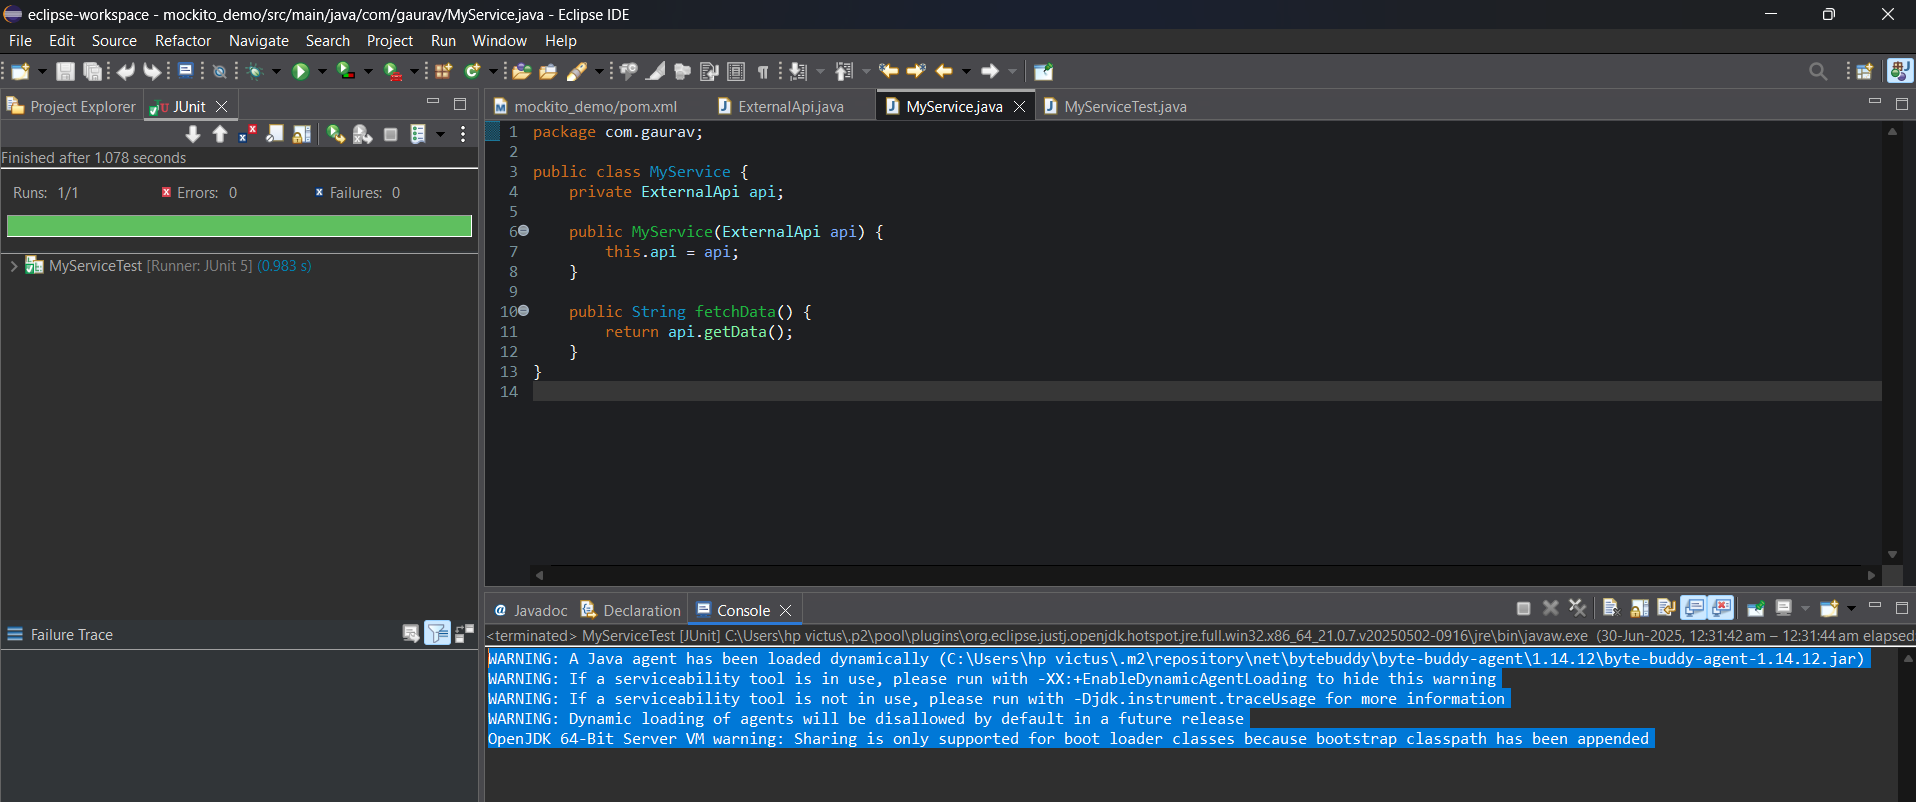 eclipse-workspace - mockito_demo/src/main/java/com/gaurav/MyService.java - Eclipse IDE
File Edit Source Refactor Navigate Search Project Run Window Help
Project Explorer JUnit
Finished after 1.078 seconds
Runs: 1/1 Errors: 0 Failures: 0
MyServiceTest [Runner: JUnit 5] (0.983 s)
Failure Trace
mockito_demo/pom.xml ExternalApi.java MyService.java MyServiceTest.java
1 package com.gaurav;
2
3 public class MyService {
4 private ExternalApi api;
5
6 public MyService(ExternalApi api) {
7 this.api = api;
8 }
9
10 public String fetchData() {
11 return api.getData();
12 }
13 }
14
Javadoc Declaration Console
<terminated> MyServiceTest [JUnit] C:\Users\hp victus\.p2\pool\plugins\org.eclipse.justj.openjdk.hotspot.jre.full.win32.x86_64_21.0.7.v20250502-0916\jre\bin\javaw.exe (30-Jun-2025, 12:31:42 am – 12:31:44 am elapsed
WARNING: A Java agent has been loaded dynamically (C:\Users\hp victus\.m2\repository\net\bytebuddy\byte-buddy-agent\1.14.12\byte-buddy-agent-1.14.12.jar)
WARNING: If a serviceability tool is in use, please run with -XX:+EnableDynamicAgentLoading to hide this warning
WARNING: If a serviceability tool is not in use, please run with -Djdk.instrument.traceUsage for more information
WARNING: Dynamic loading of agents will be disallowed by default in a future release
OpenJDK 64-Bit Server VM warning: Sharing is only supported for boot loader classes because bootstrap classpath has been appended